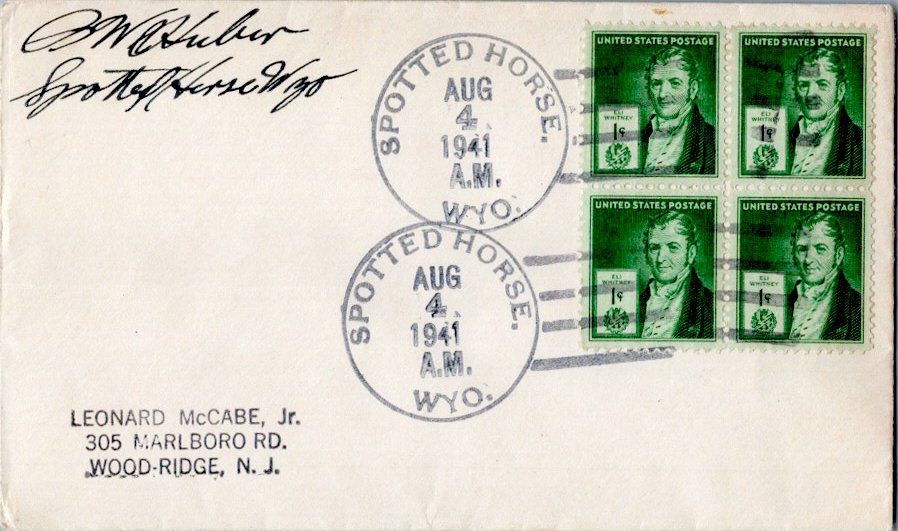 Huber
Spotted Horse Wyo
SPOTTED HORSE.
AUG
4
1941
A.M.
WYO.
SPOTTED HORSE.
AUG
4
1941
A.M.
WYO.
UNITED STATES POSTAGE
ELI
WHITNEY
1¢
UNITED STATES POSTAGE
ELI
WHITNEY
1¢
UNITED STATES POSTAGE
ELI
WHITNEY
1¢
UNITED STATES POSTAGE
ELI
WHITNEY
1¢
LEONARD McCABE, Jr.
305 MARLBORO RD.
WOOD-RIDGE, N. J.